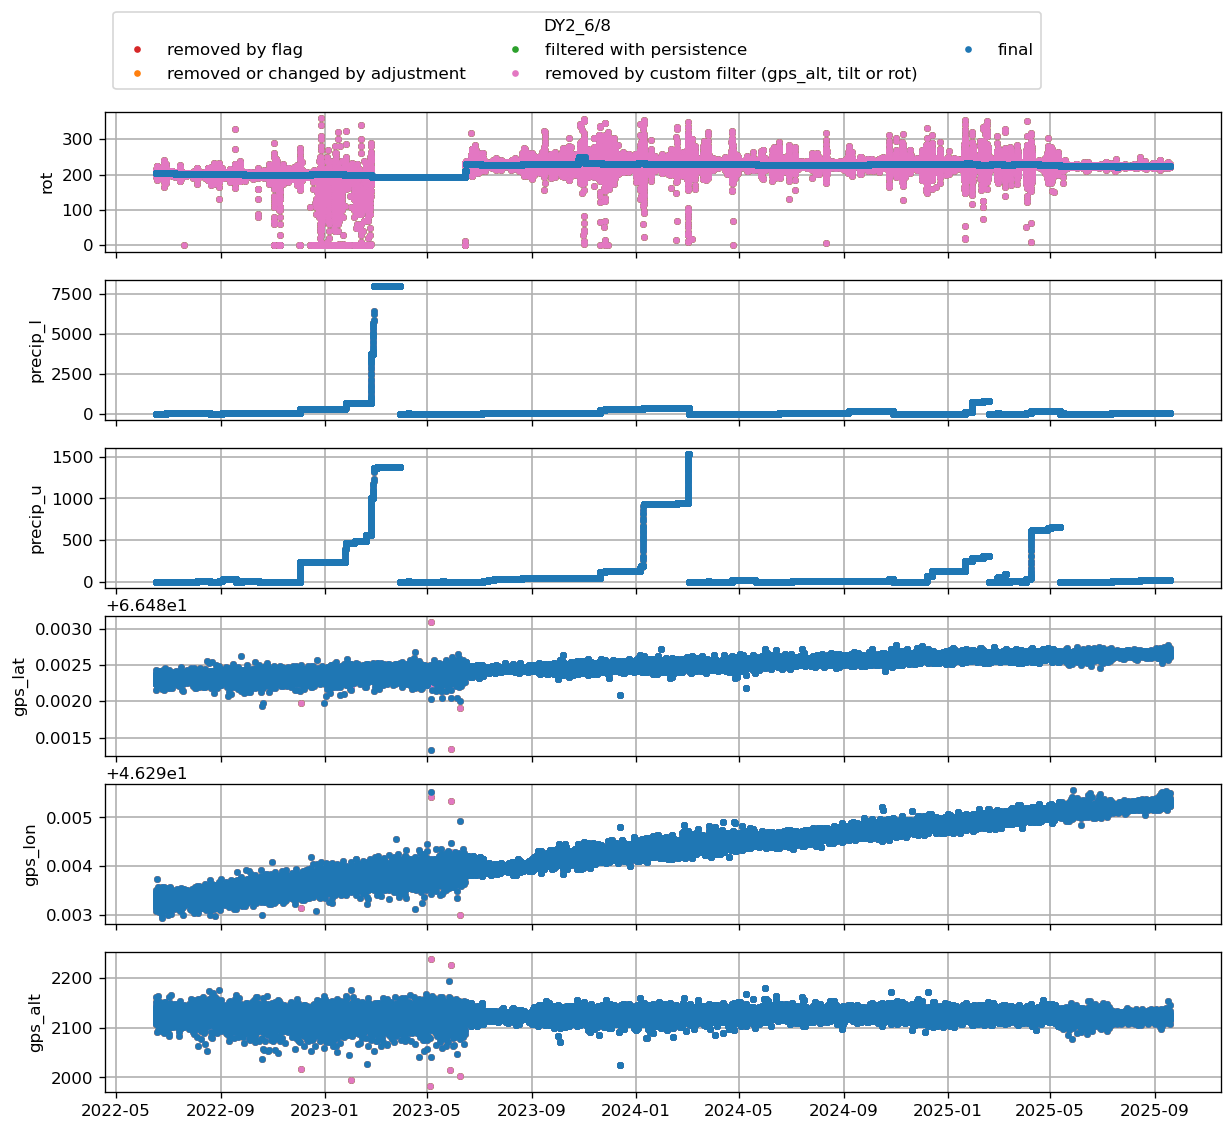 DY2_6/8
removed by flag
filtered with persistence
final
removed or changed by adjustment
removed by custom filter (gps_alt, tilt or rot)
rot
300
200
100
0
precip_l
7500
5000
2500
0
precip_u
1500
1000
500
0
+6.648e1
gps_lat
0.0030
0.0025
0.0020
0.0015
+4.629e1
gps_lon
0.005
0.004
0.003
gps_alt
2200
2100
2000
2022-05
2022-09
2023-01
2023-05
2023-09
2024-01
2024-05
2024-09
2025-01
2025-05
2025-09